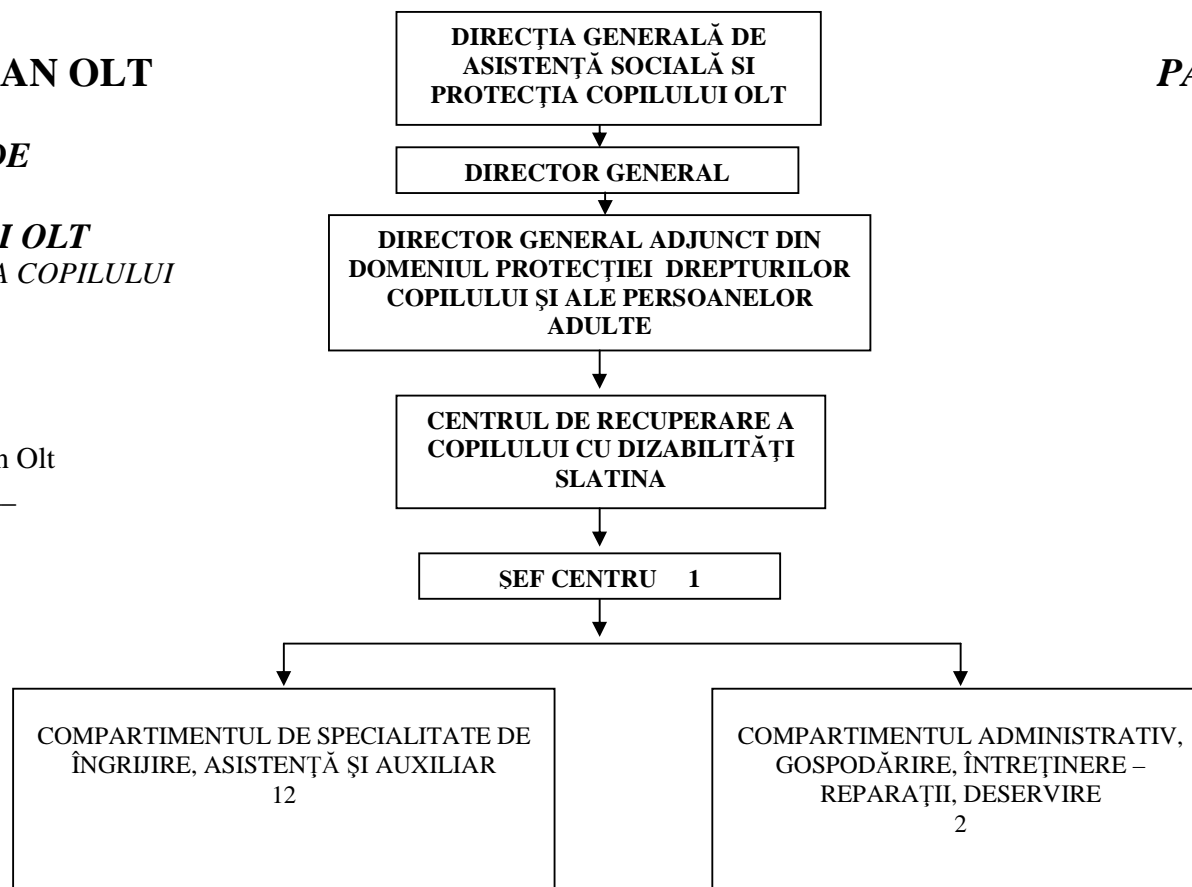 AN OLT
DE
I OLT
A COPILULUI
n Olt
–
PA
DIRECŢIA GENERALĂ DE
ASISTENŢĂ SOCIALĂ SI
PROTECŢIA COPILULUI OLT
DIRECTOR GENERAL
DIRECTOR GENERAL ADJUNCT DIN
DOMENIUL PROTECŢIEI DREPTURILOR
COPILULUI ŞI ALE PERSOANELOR
ADULTE
CENTRUL DE RECUPERARE A
COPILULUI CU DIZABILITĂŢI
SLATINA
ŞEF CENTRU 1
COMPARTIMENTUL DE SPECIALITATE DE
ÎNGRIJIRE, ASISTENŢĂ ŞI AUXILIAR
12
COMPARTIMENTUL ADMINISTRATIV,
GOSPODĂRIRE, ÎNTREŢINERE –
REPARAŢII, DESERVIRE
2